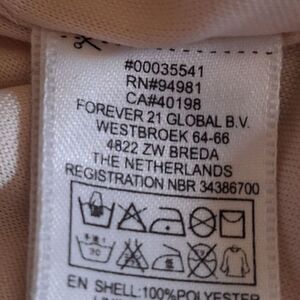 #00035541
RN#94981
CA#40198
FOREVER 21 GLOBAL B.V.
WESTBROEK 64-66
4822 ZW BREDA
THE NETHERLANDS
REGISTRATION NBR 34386700
30
EN SHELL:100%POLYESTER